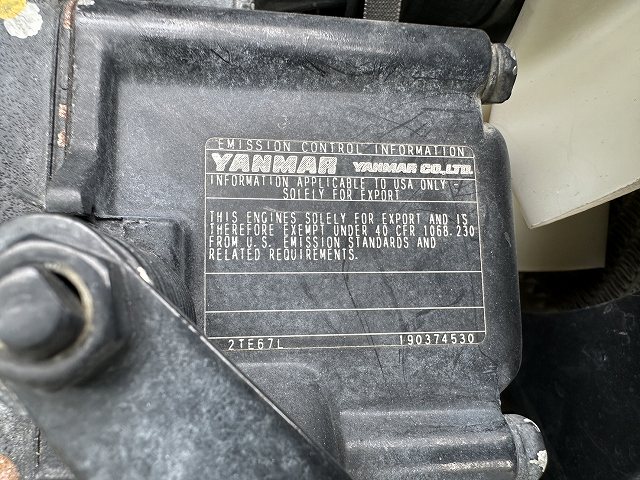 EMISSION CONTROL INFORMATION
YANMAR YANMAR CO.,LTD.
INFORMATION APPLICABLE TO USA ONLY
SOLELY FOR EXPORT
THIS ENGINES SOLELY FOR EXPORT AND IS
THEREFORE EXEMPT UNDER 40 CFR 1068.230
FROM U.S. EMISSION STANDARDS AND
RELATED REQUIREMENTS.
2TE67L 190374530